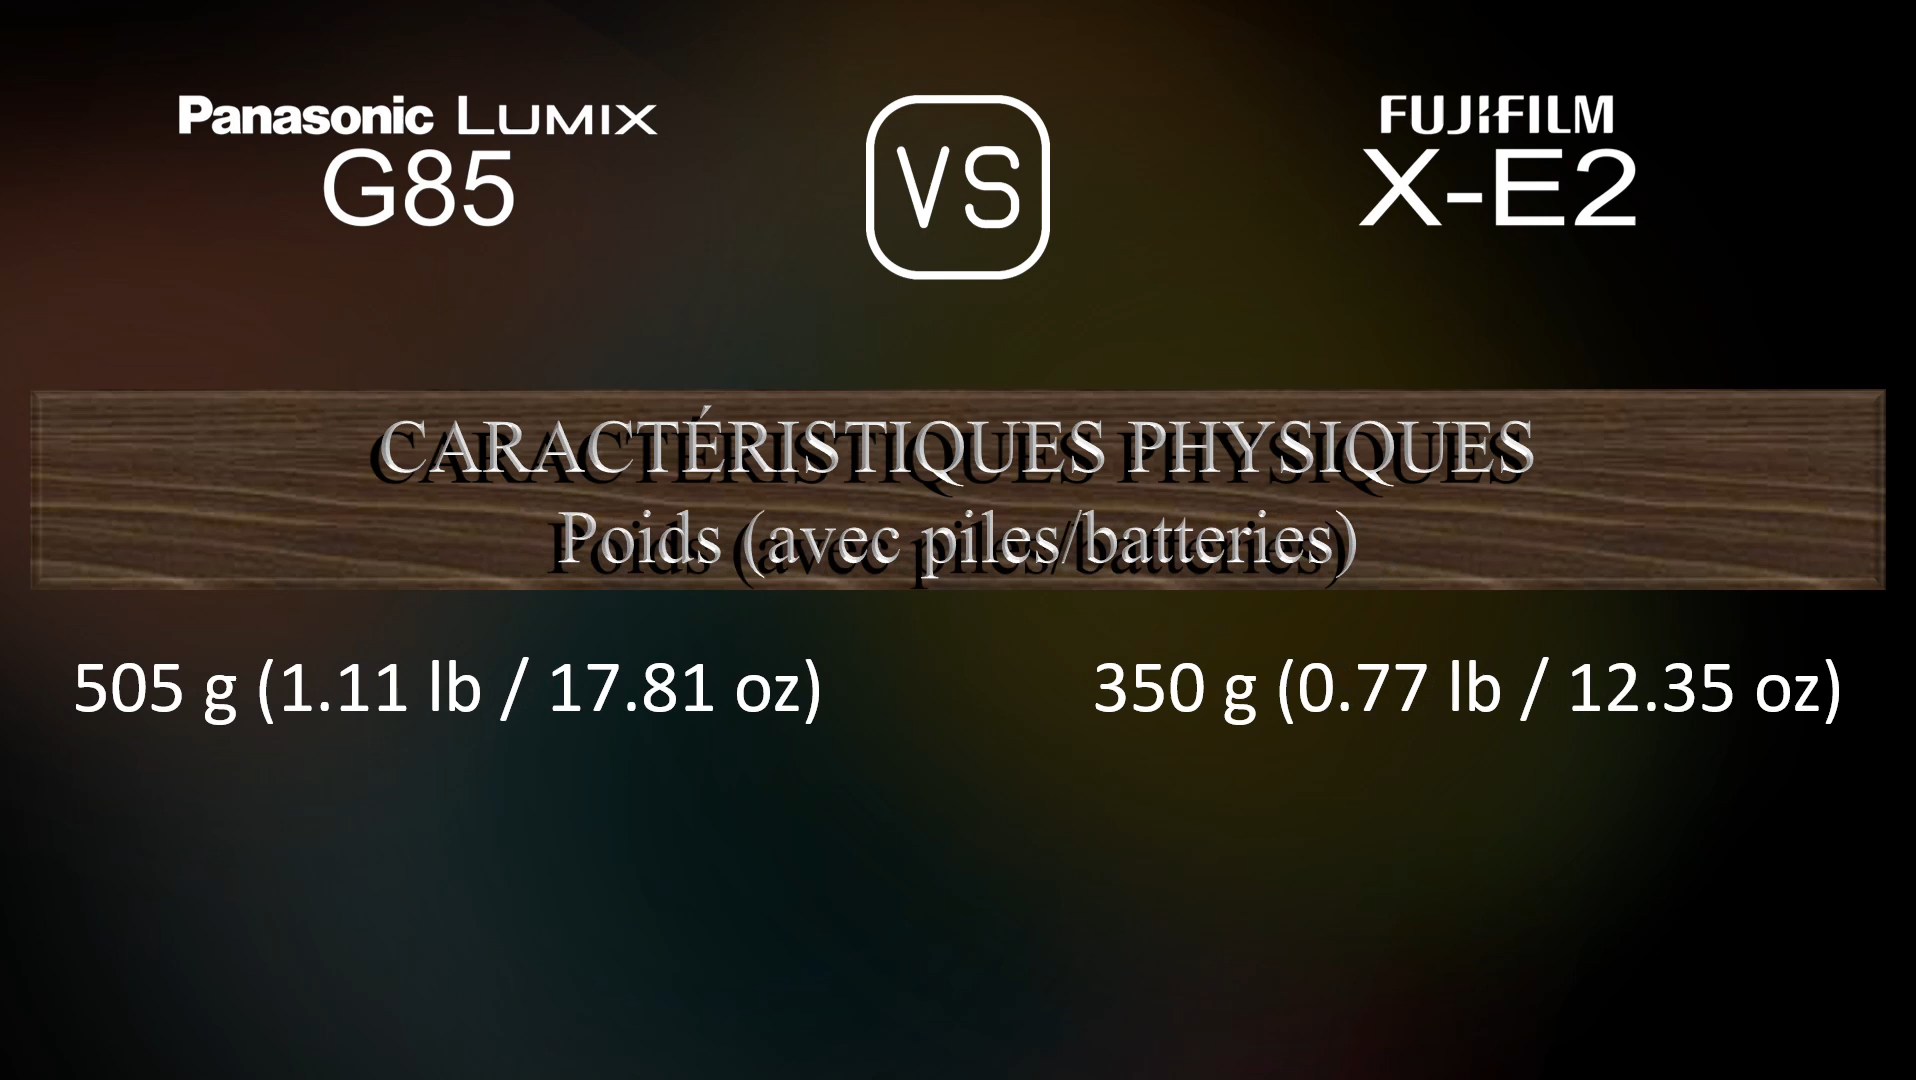 Panasonic LUMIX
G85
VS
FUJIFILM
X-E2
CARACTÉRISTIQUES PHYSIQUES
Poids (avec piles/batteries)
505 g (1.11 lb / 17.81 oz)
350 g (0.77 lb / 12.35 oz)